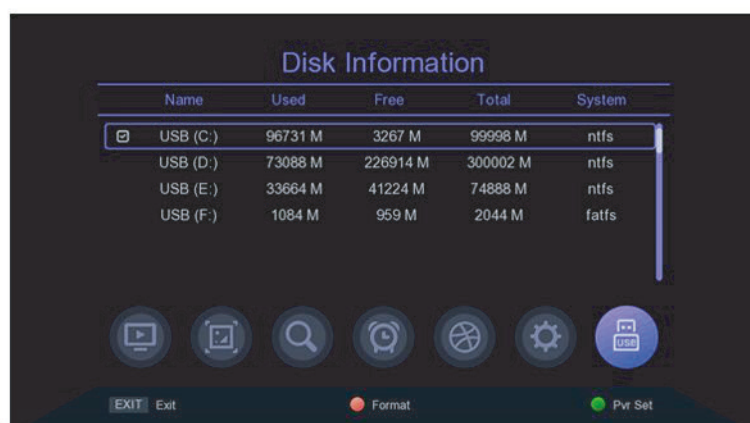 Disk Information
Name Used Free Total System
USB (C:) 96731 M 3267 M 99998 M ntfs
USB (D:) 73088 M 226914 M 300002 M ntfs
USB (E:) 33664 M 41224 M 74888 M ntfs
USB (F:) 1084 M 959 M 2044 M fatfs
USB
EXIT Exit Format Pvr Set